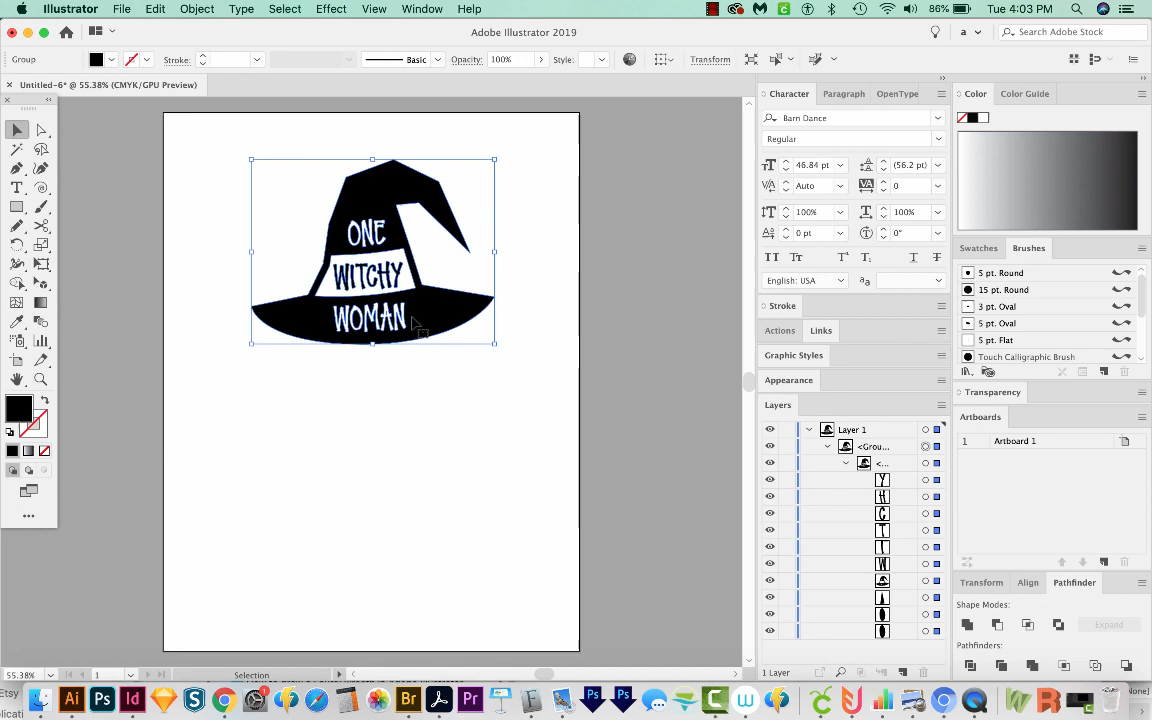 Illustrator File Edit Object Type Select Effect View Window Help 86% Tue 4:03 PM
Adobe Illustrator 2019
a
Search Adobe Stock
Group
Stroke:
Basic
Opacity:
100%
Style:
Transform
Untitled-6* @ 55.38% (CMYK/GPU Preview)
ONE
WITCHY
WOMAN
Character Paragraph OpenType
Barn Dance
Regular
46.84 pt (56.2 pt)
Auto 0
100% 100%
0 pt 0°
English: USA
Stroke
Actions Links
Graphic Styles
Appearance
Layers
Layer 1
<Grou...
<...
1 Layer
Color Color Guide
Swatches Brushes
5 pt. Round
15 pt. Round
3 pt. Oval
5 pt. Oval
5 pt. Flat
Touch Calligraphic Brush
Transparency
Artboards
1 Artboard 1
Transform Align Pathfinder
Shape Modes:
Expand
Pathfinders:
55.38% 1 Selection
Etsy